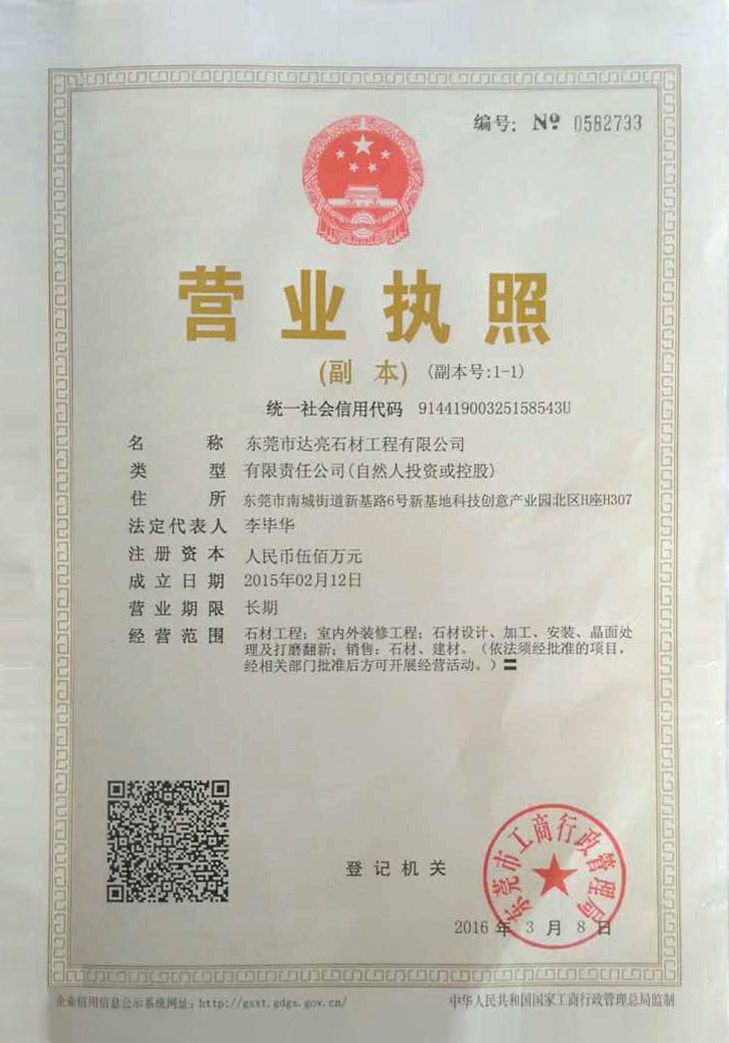 编号: № 0582733
营业执照
(副 本) (副本号:1-1)
统一社会信用代码 91441900325158543U
名 称 东莞市达亮石材工程有限公司
类 型 有限责任公司(自然人投资或控股)
住 所 东莞市南城街道新基路6号新基地科技创意产业园北区H座H307
法定代表人 李毕华
注册资本 人民币伍佰万元
成立日期 2015年02月12日
营业期限 长期
经营范围 石材工程；室内外装修工程；石材设计、加工、安装、晶面处
理及打磨翻新；销售：石材、建材。（依法须经批准的项目，
经相关部门批准后方可开展经营活动。）〓
东莞市工商行政管理局
登记机关
2016 年 3 月 8 日
企业信用信息公示系统网址：http://gsxt.gdgs.gov.cn/
中华人民共和国国家工商行政管理总局监制